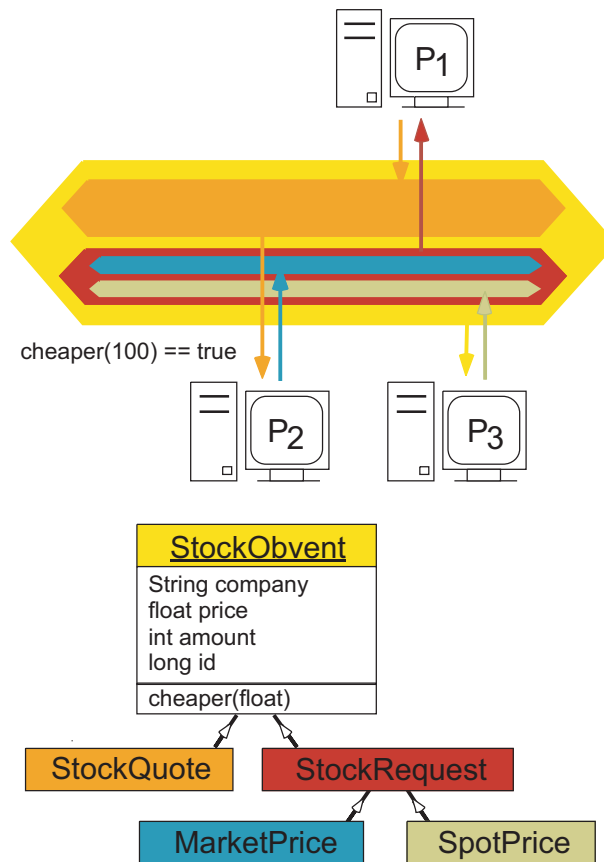 P1
cheaper(100) == true
P2
P3
StockObvent
String company
float price
int amount
long id
cheaper(float)
StockQuote
StockRequest
MarketPrice
SpotPrice